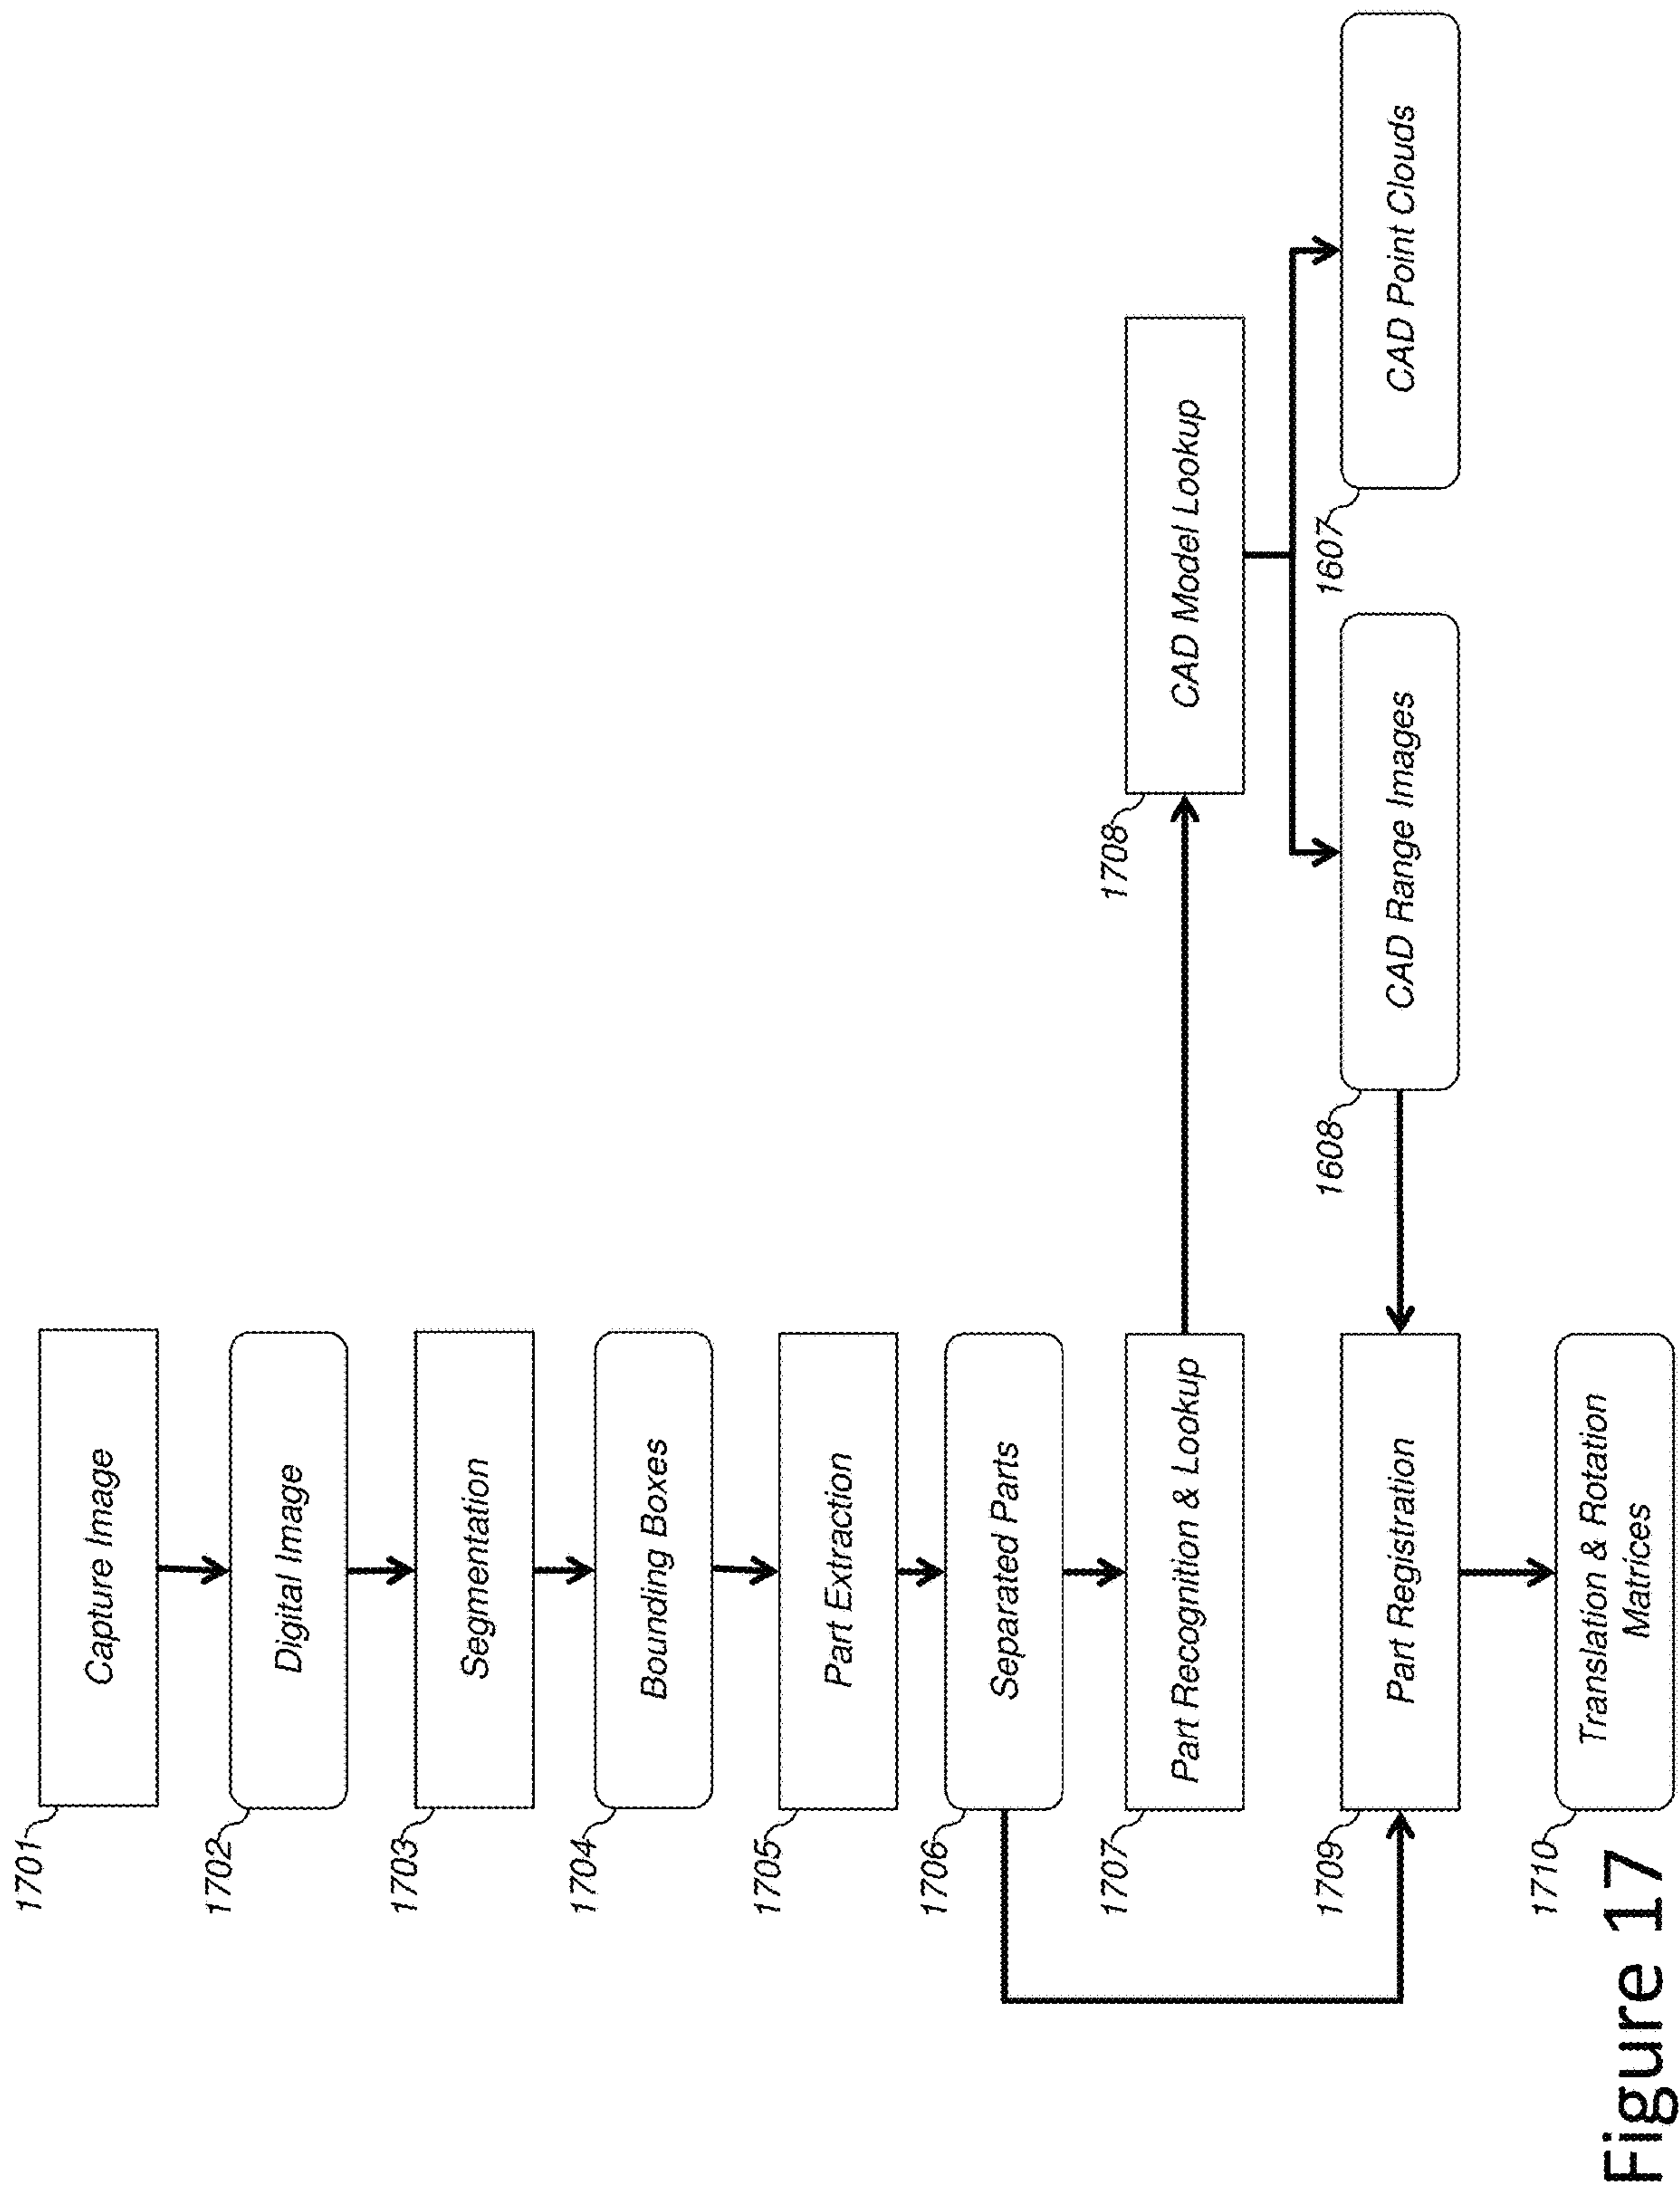 1701
Capture Image
1702
Digital Image
1703
Segmentation
1704
Bounding Boxes
1705
Part Extraction
1706
Separated Parts
1707
Part Recognition & Lookup
1708
CAD Model Lookup
1709
Part Registration
1608
CAD Range Images
1607
CAD Point Clouds
1710
Translation & Rotation
Matrices
Figure 17